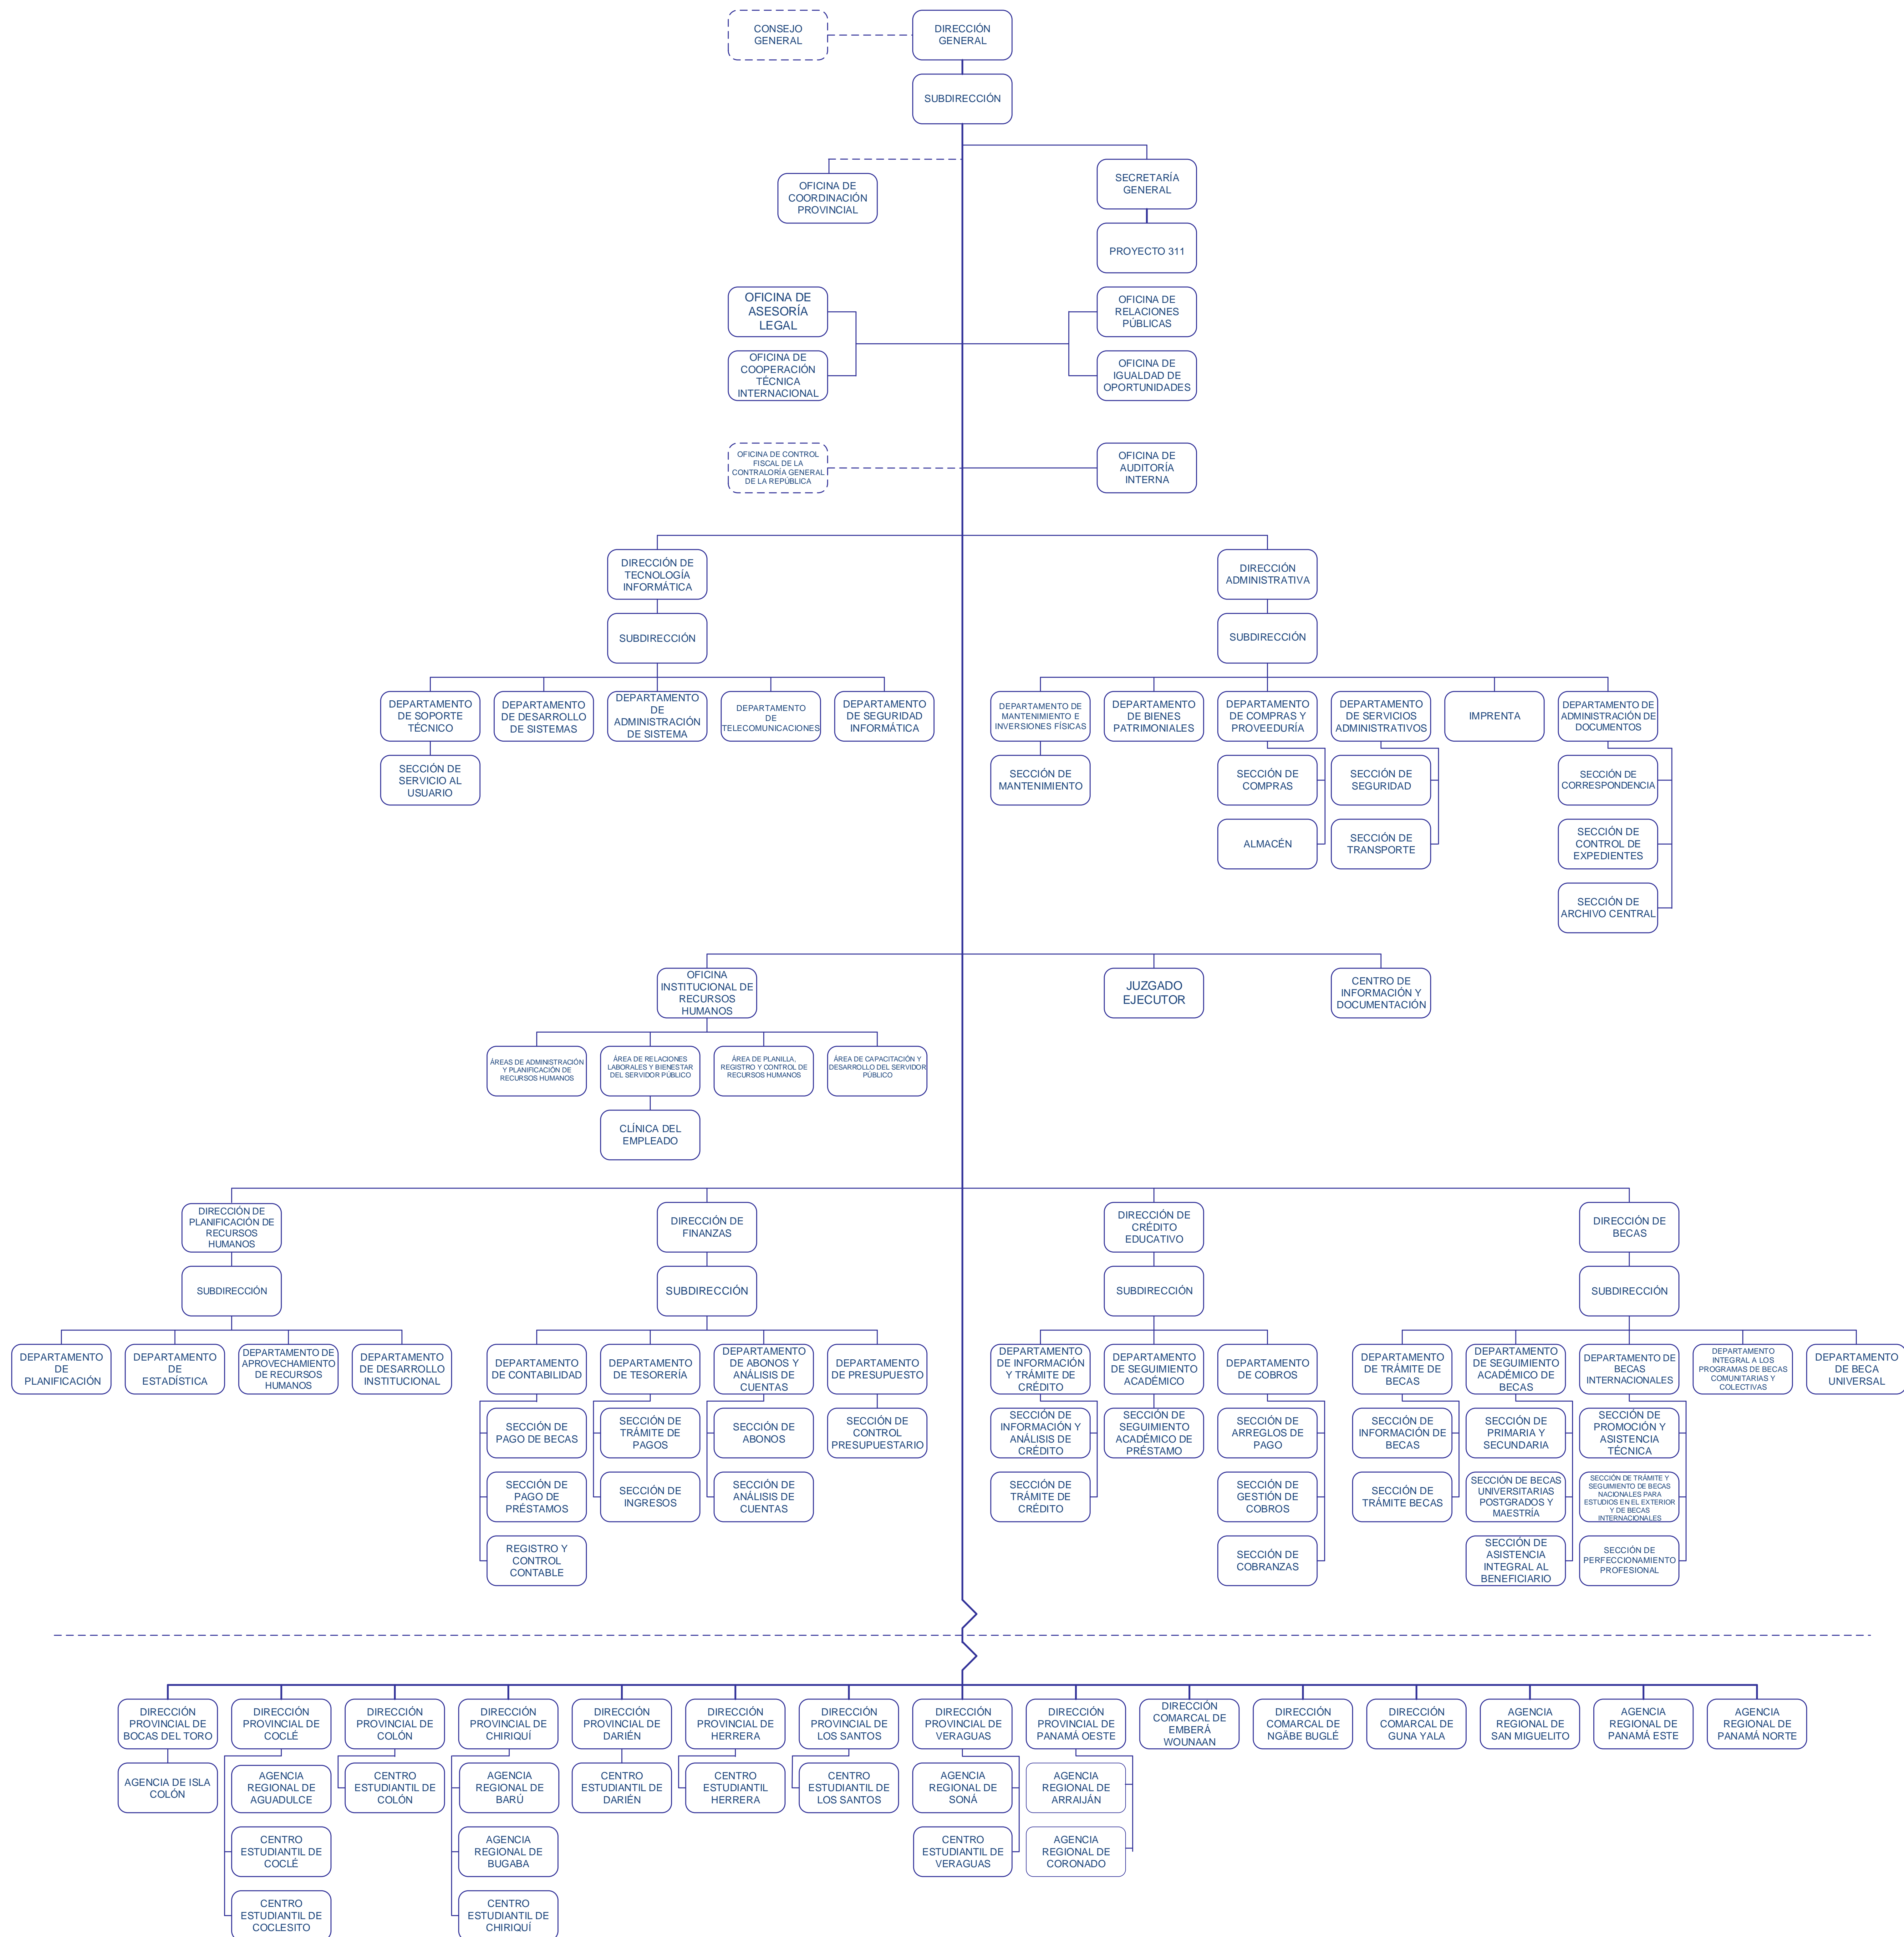 CONSEJO
GENERAL
DIRECCIÓN
GENERAL
SUBDIRECCIÓN
OFICINA DE
COORDINACIÓN
PROVINCIAL
SECRETARÍA
GENERAL
PROYECTO 311
OFICINA DE
ASESORÍA
LEGAL
OFICINA DE
RELACIONES
PÚBLICAS
OFICINA DE
COOPERACIÓN
TÉCNICA
INTERNACIONAL
OFICINA DE
IGUALDAD DE
OPORTUNIDADES
OFICINA DE CONTROL
FISCAL DE LA
CONTRALORÍA GENERAL
DE LA REPÚBLICA
OFICINA DE
AUDITORÍA
INTERNA
DIRECCIÓN DE
TECNOLOGÍA
INFORMÁTICA
DIRECCIÓN
ADMINISTRATIVA
SUBDIRECCIÓN
SUBDIRECCIÓN
DEPARTAMENTO
DE SOPORTE
TÉCNICO
DEPARTAMENTO
DE DESARROLLO
DE SISTEMAS
DEPARTAMENTO
DE
ADMINISTRACIÓN
DE SISTEMA
DEPARTAMENTO
DE
TELECOMUNICACIONES
DEPARTAMENTO
DE SEGURIDAD
INFORMÁTICA
DEPARTAMENTO DE
MANTENIMIENTO E
INVERSIONES FÍSICAS
DEPARTAMENTO
DE BIENES
PATRIMONIALES
DEPARTAMENTO
DE COMPRAS Y
PROVEEDURÍA
DEPARTAMENTO
DE SERVICIOS
ADMINISTRATIVOS
IMPRENTA
DEPARTAMENTO DE
ADMINISTRACIÓN DE
DOCUMENTOS
SECCIÓN DE
SERVICIO AL
USUARIO
SECCIÓN DE
MANTENIMIENTO
SECCIÓN DE
COMPRAS
SECCIÓN DE
SEGURIDAD
SECCIÓN DE
CORRESPONDENCIA
ALMACÉN
SECCIÓN DE
TRANSPORTE
SECCIÓN DE
CONTROL DE
EXPEDIENTES
SECCIÓN DE
ARCHIVO CENTRAL
OFICINA
INSTITUCIONAL DE
RECURSOS
HUMANOS
JUZGADO
EJECUTOR
CENTRO DE
INFORMACIÓN Y
DOCUMENTACIÓN
ÁREAS DE ADMINISTRACIÓN
Y PLANIFICACIÓN DE
RECURSOS HUMANOS
ÁREA DE RELACIONES
LABORALES Y BIENESTAR
DEL SERVIDOR PÚBLICO
ÁREA DE PLANILLA,
REGISTRO Y CONTROL DE
RECURSOS HUMANOS
ÁREA DE CAPACITACIÓN Y
DESARROLLO DEL SERVIDOR
PÚBLICO
CLÍNICA DEL
EMPLEADO
DIRECCIÓN DE
PLANIFICACIÓN DE
RECURSOS
HUMANOS
DIRECCIÓN DE
FINANZAS
DIRECCIÓN DE
CRÉDITO
EDUCATIVO
DIRECCIÓN DE
BECAS
SUBDIRECCIÓN
SUBDIRECCIÓN
SUBDIRECCIÓN
SUBDIRECCIÓN
DEPARTAMENTO
DE
PLANIFICACIÓN
DEPARTAMENTO
DE
ESTADÍSTICA
DEPARTAMENTO DE
APROVECHAMIENTO
DE RECURSOS
HUMANOS
DEPARTAMENTO
DE DESARROLLO
INSTITUCIONAL
DEPARTAMENTO
DE CONTABILIDAD
DEPARTAMENTO
DE TESORERÍA
DEPARTAMENTO
DE ABONOS Y
ANÁLISIS DE
CUENTAS
DEPARTAMENTO
DE PRESUPUESTO
DEPARTAMENTO
DE INFORMACIÓN
Y TRÁMITE DE
CRÉDITO
DEPARTAMENTO
DE SEGUIMIENTO
ACADÉMICO
DEPARTAMENTO
DE COBROS
DEPARTAMENTO
DE TRÁMITE DE
BECAS
DEPARTAMENTO
DE SEGUIMIENTO
ACADÉMICO DE
BECAS
DEPARTAMENTO DE
BECAS
INTERNACIONALES
DEPARTAMENTO
INTEGRAL A LOS
PROGRAMAS DE BECAS
COMUNITARIAS Y
COLECTIVAS
DEPARTAMENTO
DE BECA
UNIVERSAL
SECCIÓN DE
PAGO DE BECAS
SECCIÓN DE
TRÁMITE DE
PAGOS
SECCIÓN DE
ABONOS
SECCIÓN DE
CONTROL
PRESUPUESTARIO
SECCIÓN DE
INFORMACIÓN Y
ANÁLISIS DE
CRÉDITO
SECCIÓN DE
SEGUIMIENTO
ACADÉMICO DE
PRÉSTAMO
SECCIÓN DE
ARREGLOS DE
PAGO
SECCIÓN DE
INFORMACIÓN DE
BECAS
SECCIÓN DE
PRIMARIA Y
SECUNDARIA
SECCIÓN DE
PROMOCIÓN Y
ASISTENCIA
TÉCNICA
SECCIÓN DE
PAGO DE
PRÉSTAMOS
SECCIÓN DE
INGRESOS
SECCIÓN DE
ANÁLISIS DE
CUENTAS
SECCIÓN DE
TRÁMITE DE
CRÉDITO
SECCIÓN DE
GESTIÓN DE
COBROS
SECCIÓN DE
TRÁMITE BECAS
SECCIÓN DE BECAS
UNIVERSITARIAS
POSTGRADOS Y
MAESTRÍA
SECCIÓN DE TRÁMITE Y
SEGUIMIENTO DE BECAS
NACIONALES PARA
ESTUDIOS EN EL EXTERIOR
Y DE BECAS
INTERNACIONALES
REGISTRO Y
CONTROL
CONTABLE
SECCIÓN DE
COBRANZAS
SECCIÓN DE
ASISTENCIA
INTEGRAL AL
BENEFICIARIO
SECCIÓN DE
PERFECCIONAMIENTO
PROFESIONAL
DIRECCIÓN
PROVINCIAL DE
BOCAS DEL TORO
DIRECCIÓN
PROVINCIAL DE
COCLÉ
DIRECCIÓN
PROVINCIAL DE
COLÓN
DIRECCIÓN
PROVINCIAL DE
CHIRIQUÍ
DIRECCIÓN
PROVINCIAL DE
DARIÉN
DIRECCIÓN
PROVINCIAL DE
HERRERA
DIRECCIÓN
PROVINCIAL DE
LOS SANTOS
DIRECCIÓN
PROVINCIAL DE
VERAGUAS
DIRECCIÓN
PROVINCIAL DE
PANAMÁ OESTE
DIRECCIÓN
COMARCAL DE
EMBERÁ
WOUNAAN
DIRECCIÓN
COMARCAL DE
NGÄBE BUGLÉ
DIRECCIÓN
COMARCAL DE
GUNA YALA
AGENCIA
REGIONAL DE
SAN MIGUELITO
AGENCIA
REGIONAL DE
PANAMÁ ESTE
AGENCIA
REGIONAL DE
PANAMÁ NORTE
AGENCIA DE ISLA
COLÓN
AGENCIA
REGIONAL DE
AGUADULCE
CENTRO
ESTUDIANTIL DE
COLÓN
AGENCIA
REGIONAL DE
BARÚ
CENTRO
ESTUDIANTIL DE
DARIÉN
CENTRO
ESTUDIANTIL
HERRERA
CENTRO
ESTUDIANTIL DE
LOS SANTOS
AGENCIA
REGIONAL DE
SONÁ
AGENCIA
REGIONAL DE
ARRAIJÁN
CENTRO
ESTUDIANTIL DE
COCLÉ
AGENCIA
REGIONAL DE
BUGABA
CENTRO
ESTUDIANTIL DE
VERAGUAS
AGENCIA
REGIONAL DE
CORONADO
CENTRO
ESTUDIANTIL DE
COCLESITO
CENTRO
ESTUDIANTIL DE
CHIRIQUÍ